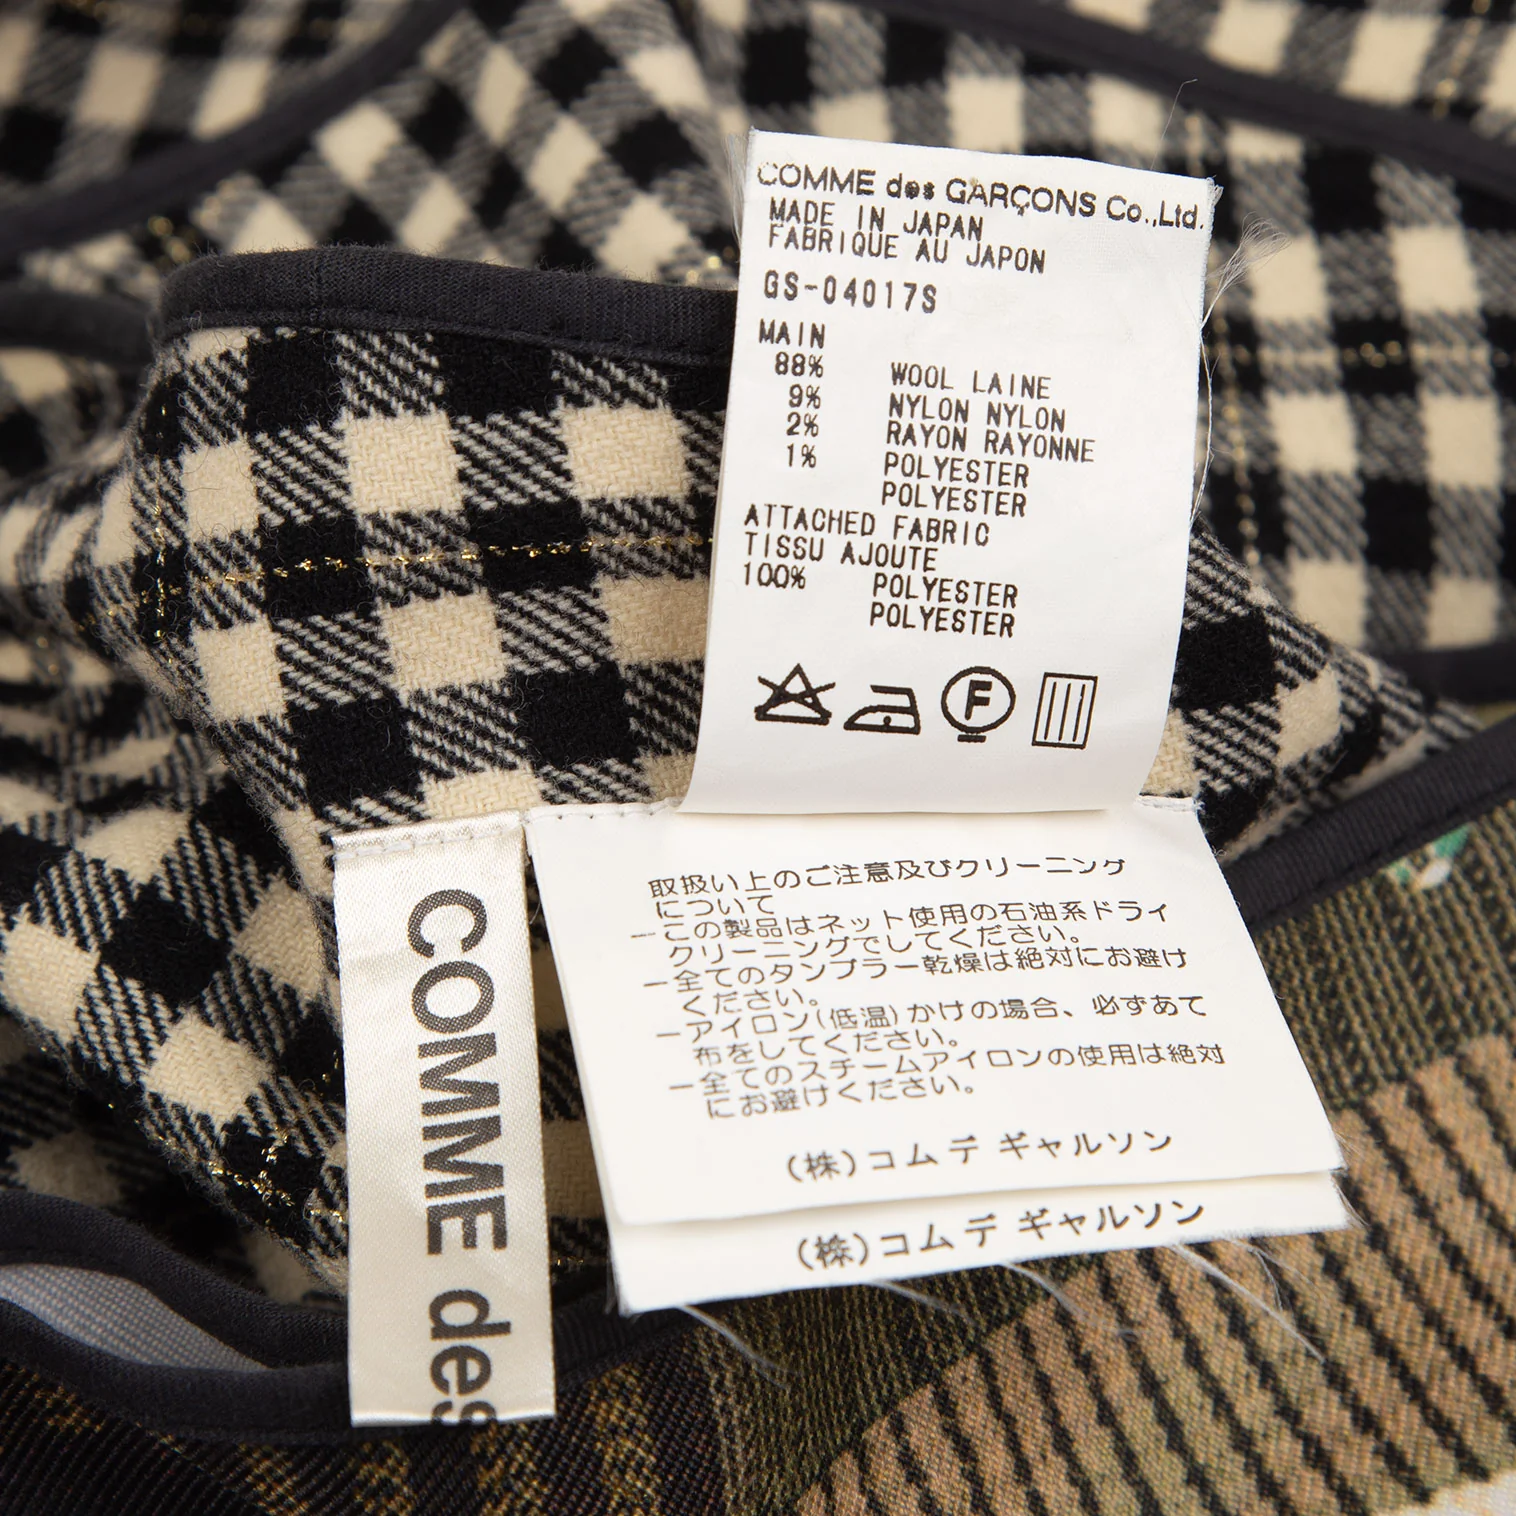 COMME des GARÇONS Co.,Ltd.
MADE IN JAPAN
FABRIQUE AU JAPON
GS-04017S
MAIN
88% WOOL LAINE
9% NYLON NYLON
2% RAYON RAYONNE
1% POLYESTER
POLYESTER
ATTACHED FABRIC
TISSU AJOUTE
100% POLYESTER
POLYESTER
F
取扱い上のご注意及びクリーニング
について
ーこの製品はネット使用の石油系ドライ
クリーニングでしてください。
ー全てのタンブラー乾燥は絶対にお避け
ください。
ーアイロン(低温)かけの場合、必ずあて
布をしてください。
ー全てのスチームアイロンの使用は絶対
にお避けください。
(株)コム デ ギャルソン
(株)コム デ ギャルソン
COMME des